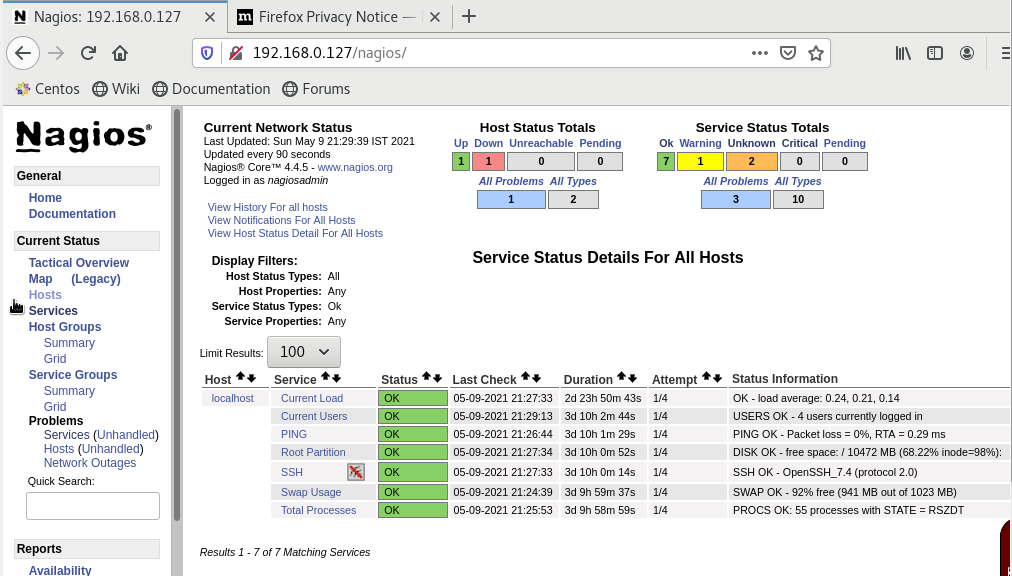 Nagios: 192.168.0.127
Firefox Privacy Notice —
192.168.0.127/nagios/
Centos Wiki Documentation Forums
Nagios®
General
Home
Documentation
Current Status
Tactical Overview
Map (Legacy)
Hosts
Services
Host Groups
Summary
Grid
Service Groups
Summary
Grid
Problems
Services (Unhandled)
Hosts (Unhandled)
Network Outages
Quick Search:
Reports
Availability
Current Network Status
Last Updated: Sun May 9 21:29:39 IST 2021
Updated every 90 seconds
Nagios® Core™ 4.4.5 - www.nagios.org
Logged in as nagiosadmin
View History For all hosts
View Notifications For All Hosts
View Host Status Detail For All Hosts
Host Status Totals
Up Down Unreachable Pending
1 1 0 0
All Problems All Types
1 2
Service Status Totals
Ok Warning Unknown Critical Pending
7 1 2 0 0
All Problems All Types
3 10
Display Filters:
Host Status Types: All
Host Properties: Any
Service Status Types: Ok
Service Properties: Any
Service Status Details For All Hosts
Limit Results: 100
Host Service Status Last Check Duration Attempt Status Information
localhost Current Load OK 05-09-2021 21:27:33 2d 23h 50m 43s 1/4 OK - load average: 0.24, 0.21, 0.14
Current Users OK 05-09-2021 21:29:13 3d 10h 2m 44s 1/4 USERS OK - 4 users currently logged in
PING OK 05-09-2021 21:26:44 3d 10h 1m 29s 1/4 PING OK - Packet loss = 0%, RTA = 0.29 ms
Root Partition OK 05-09-2021 21:27:34 3d 10h 0m 52s 1/4 DISK OK - free space: / 10472 MB (68.22% inode=98%):
SSH OK 05-09-2021 21:27:33 3d 10h 0m 14s 1/4 SSH OK - OpenSSH_7.4 (protocol 2.0)
Swap Usage OK 05-09-2021 21:24:39 3d 9h 59m 37s 1/4 SWAP OK - 92% free (941 MB out of 1023 MB)
Total Processes OK 05-09-2021 21:25:53 3d 9h 58m 59s 1/4 PROCS OK: 55 processes with STATE = RSZDT
Results 1 - 7 of 7 Matching Services